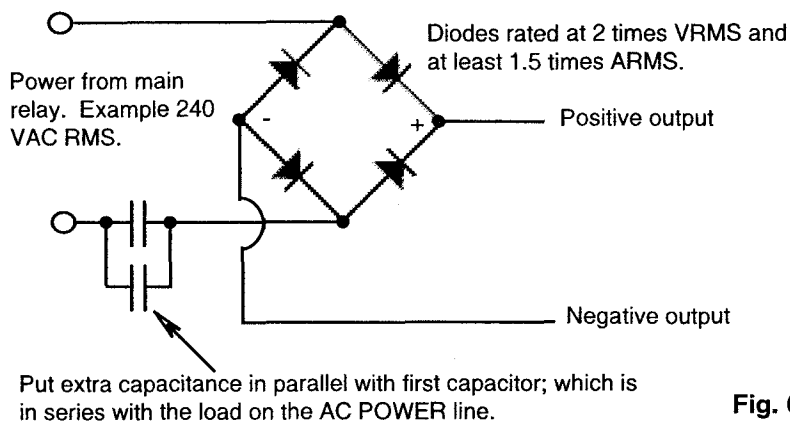 Diodes rated at 2 times VRMS and
at least 1.5 times ARMS.
Power from main
relay. Example 240
VAC RMS.
-
+
Positive output
Negative output
Put extra capacitance in parallel with first capacitor; which is
in series with the load on the AC POWER line.
Fig.